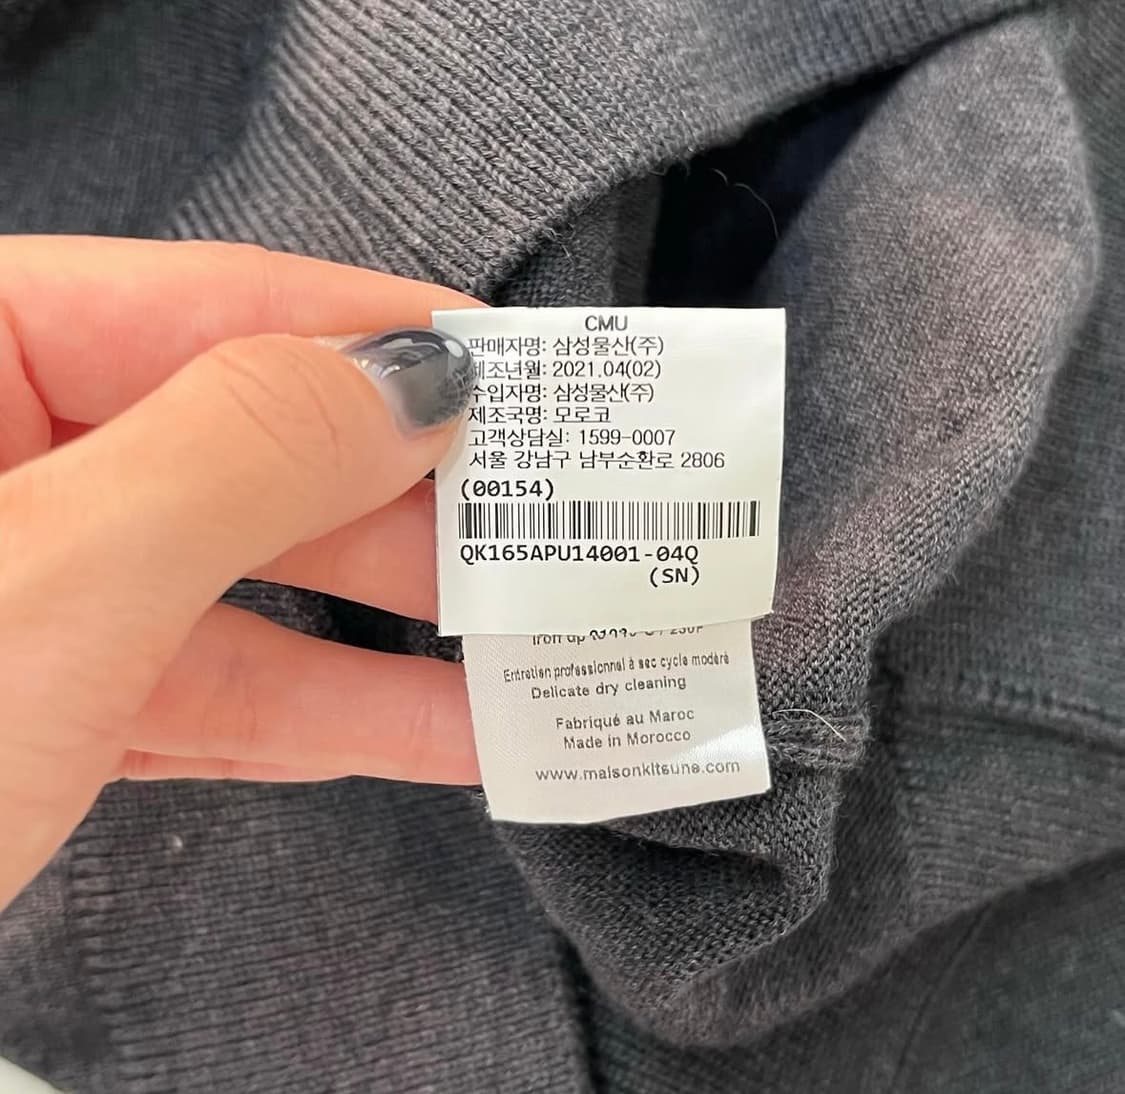 CMU
판매자명: 삼성물산(주)
제조년월: 2021.04(02)
수입자명: 삼성물산(주)
제조국명: 모로코
고객상담실: 1599-0007
서울 강남구 남부순환로 2806
(00154)
QK165APU14001-04Q
(SN)
Iron
Entretien professionnel à sec cycle modéré
Delicate dry cleaning
Fabriqué au Maroc
Made in Morocco
www.maisonkitsune.com